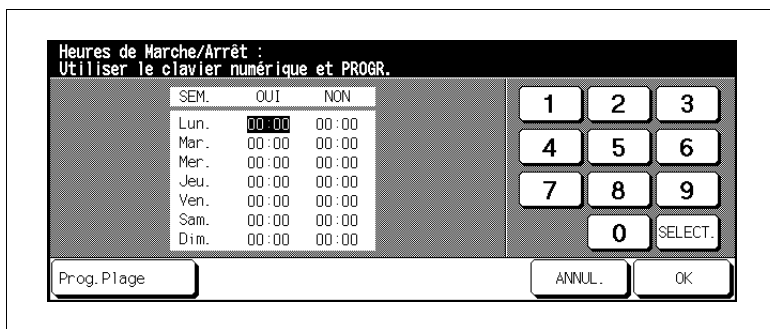 Heures de Marche/Arrêt :
Utiliser le clavier numérique et PROGR.
SEM. OUI NON
Lun. 00:00 00:00
Mar. 00:00 00:00
Mer. 00:00 00:00
Jeu. 00:00 00:00
Ven. 00:00 00:00
Sam. 00:00 00:00
Dim. 00:00 00:00
1 2 3
4 5 6
7 8 9
0 SELECT.
Prog.Plage ANNUL. OK